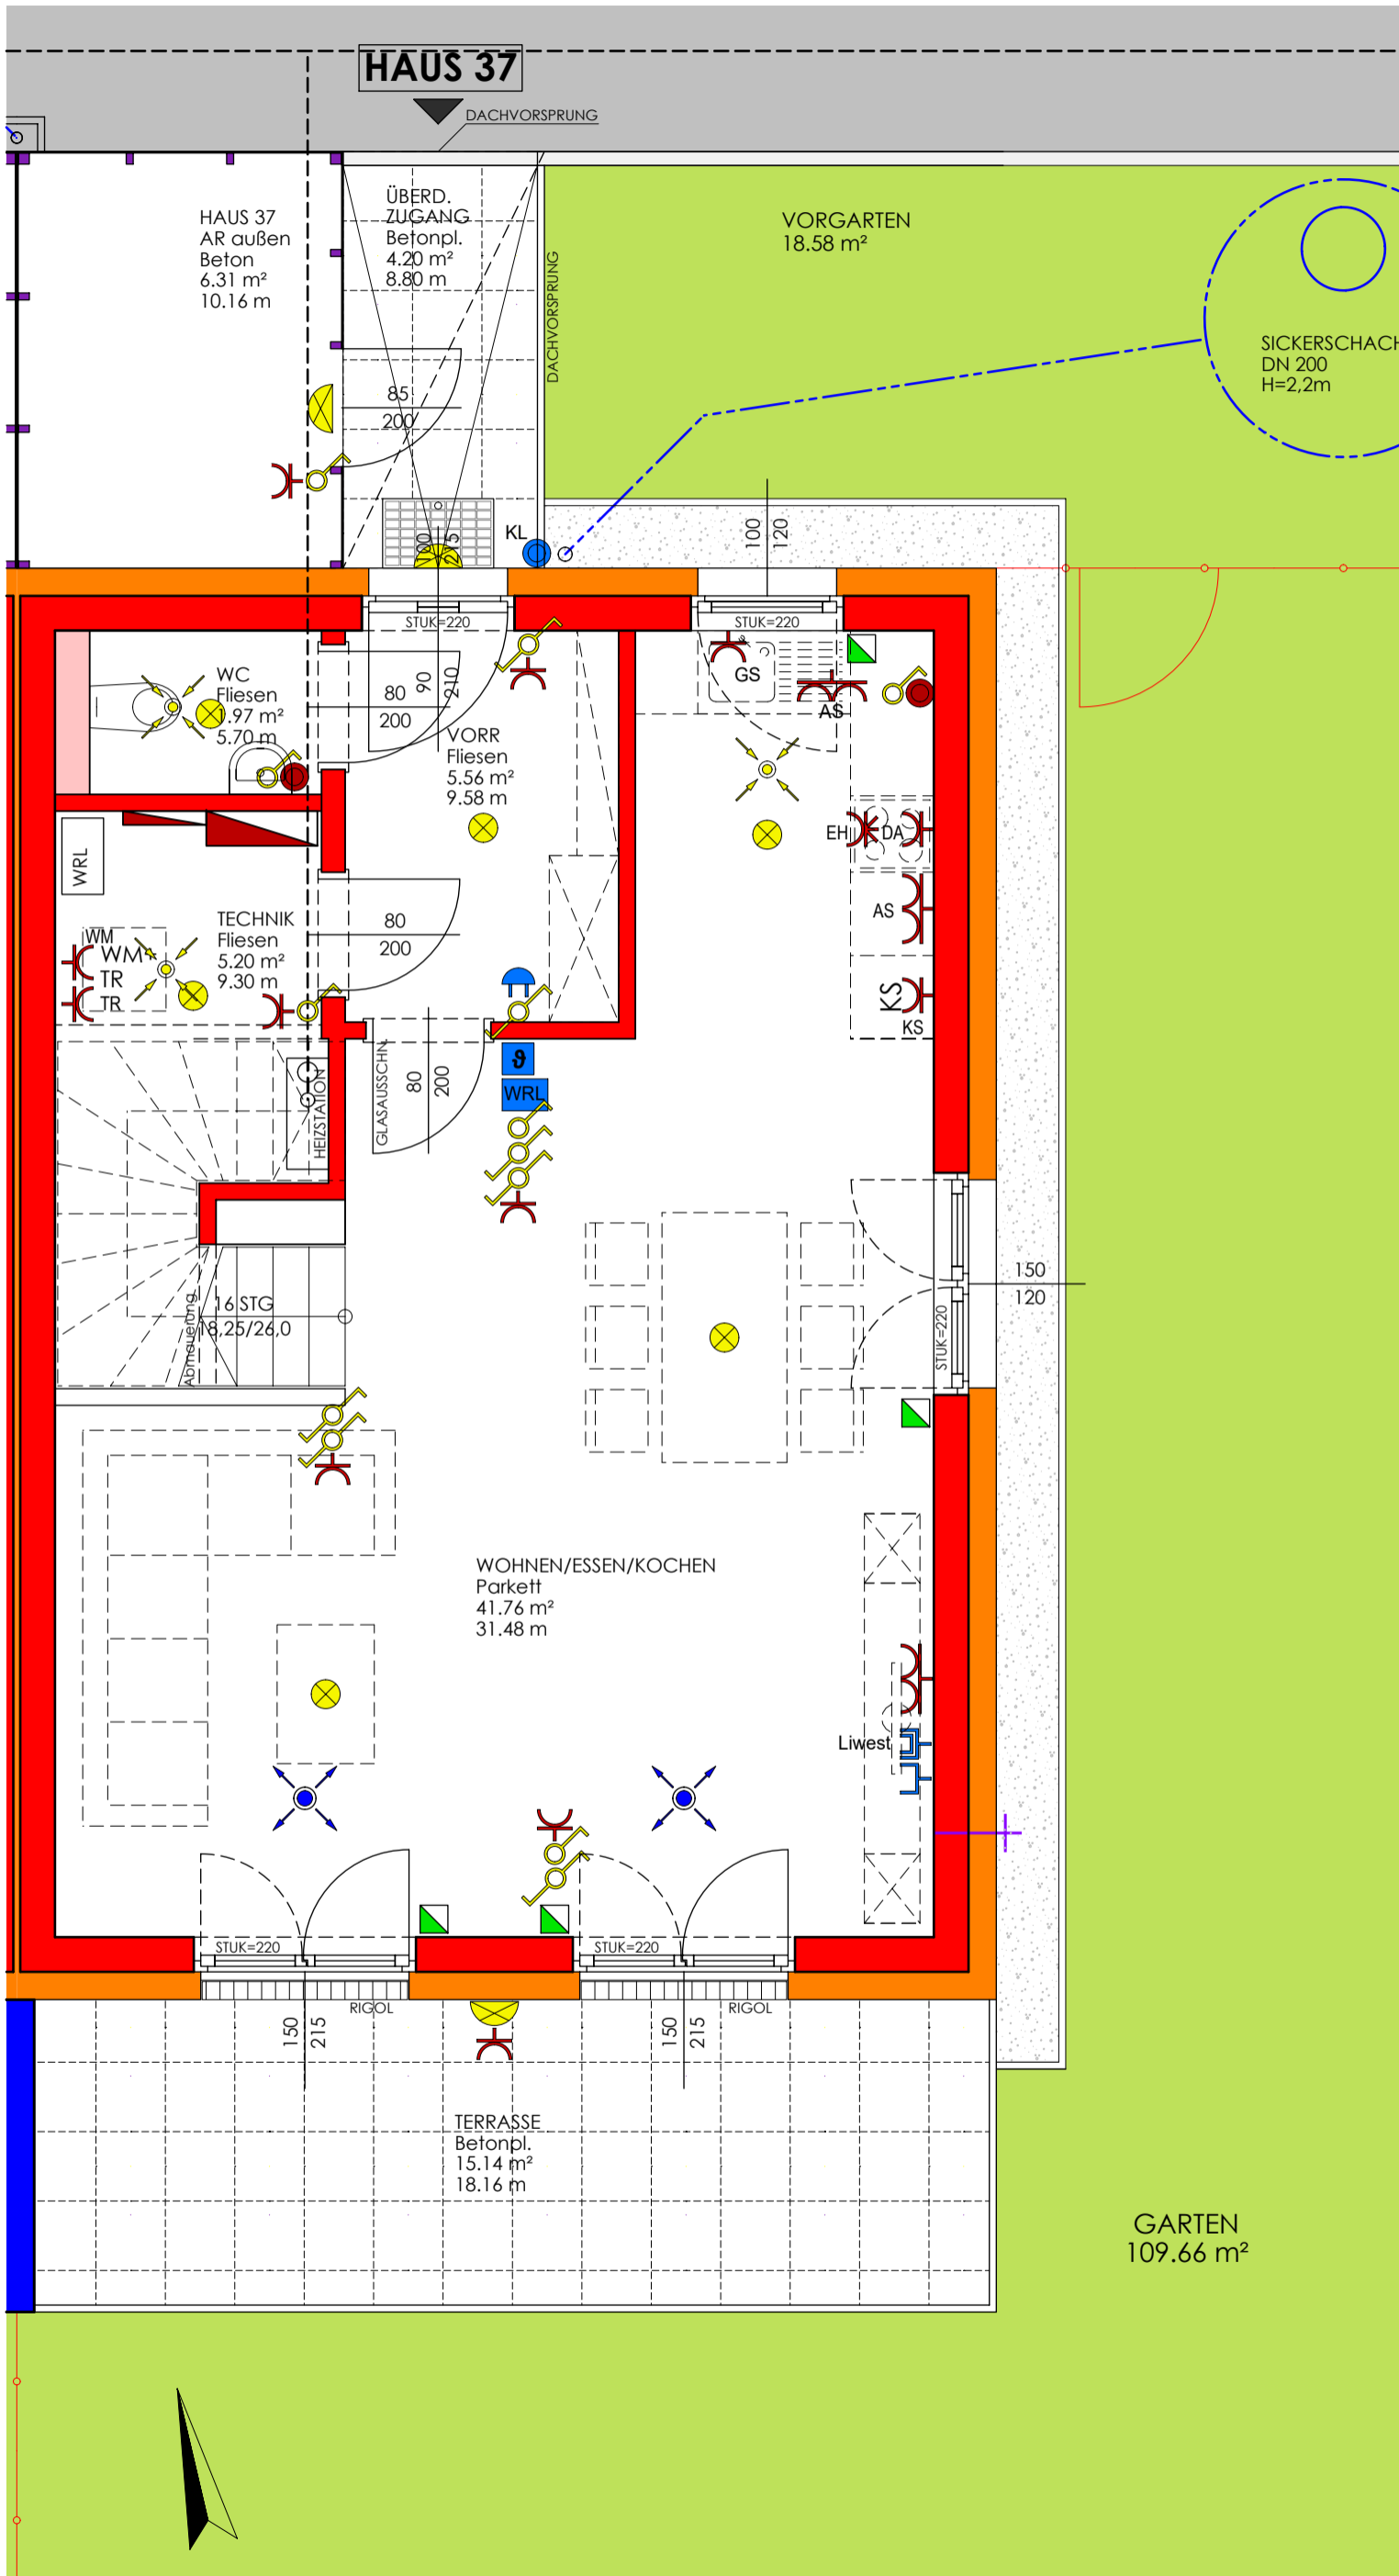 HAUS 37
DACHVORSPRUNG
HAUS 37
AR außen
Beton
6.31 m²
10.16 m
ÜBERD.
ZUGANG
Betonpl.
4.20 m²
8.80 m
DACHVORSPRUNG
VORGARTEN
18.58 m²
SICKERSCHACH
DN 200
H=2,2m
85
200
KL
100
120
STUK=220
STUK=220
WC
Fliesen
1.97 m²
5.70 m
80
200
90
210
VORR
Fliesen
5.56 m²
9.58 m
GS
AS
EH
DA
AS
KS
KS
WRL
TECHNIK
Fliesen
5.20 m²
9.30 m
WM
WM
TR
TR
80
200
HEIZSTATION
GLASAUSSCHN.
80
200
ϑ
WRL
Abmauerung
16 STG
18,25/26,0
150
120
STUK=220
WOHNEN/ESSEN/KOCHEN
Parkett
41.76 m²
31.48 m
Liwest
STUK=220
STUK=220
RIGOL
RIGOL
150
215
150
215
TERRASSE
Betonpl.
15.14 m²
18.16 m
GARTEN
109.66 m²